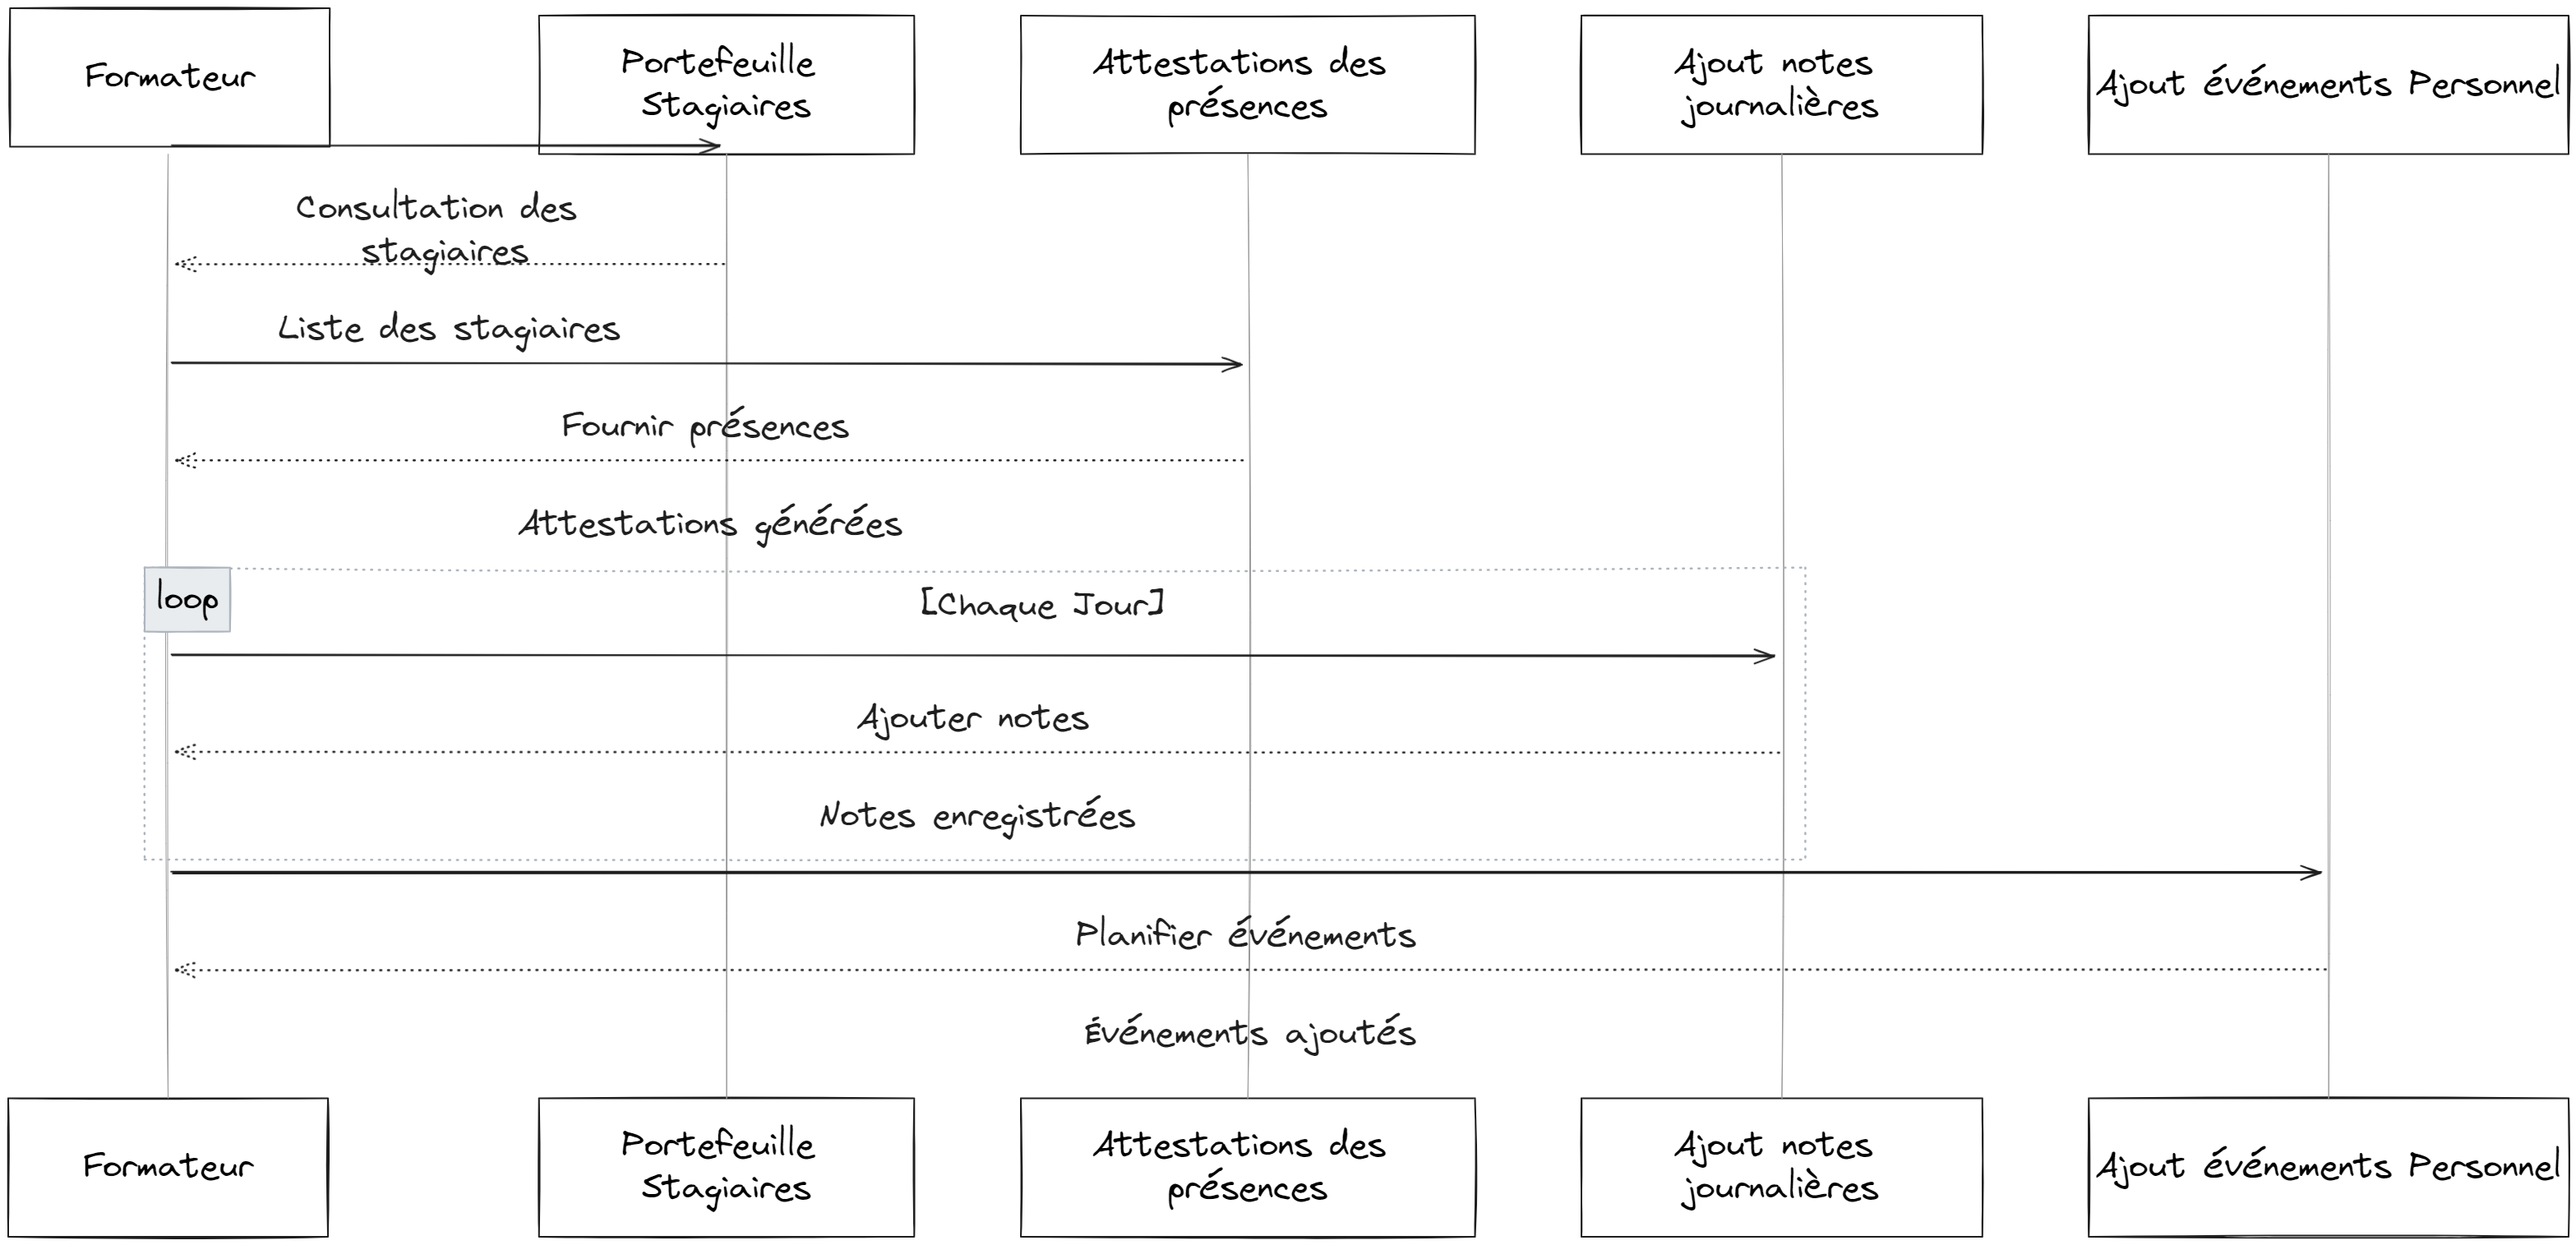 Formateur
Portefeuille
Stagiaires
Attestations des
présences
Ajout notes
journalières
Ajout événements Personnel
Consultation des
stagiaires
Liste des stagiaires
Fournir présences
Attestations générées
loop
[Chaque Jour]
Ajouter notes
Notes enregistrées
Planifier événements
Événements ajoutés
Formateur
Portefeuille
Stagiaires
Attestations des
présences
Ajout notes
journalières
Ajout événements Personnel